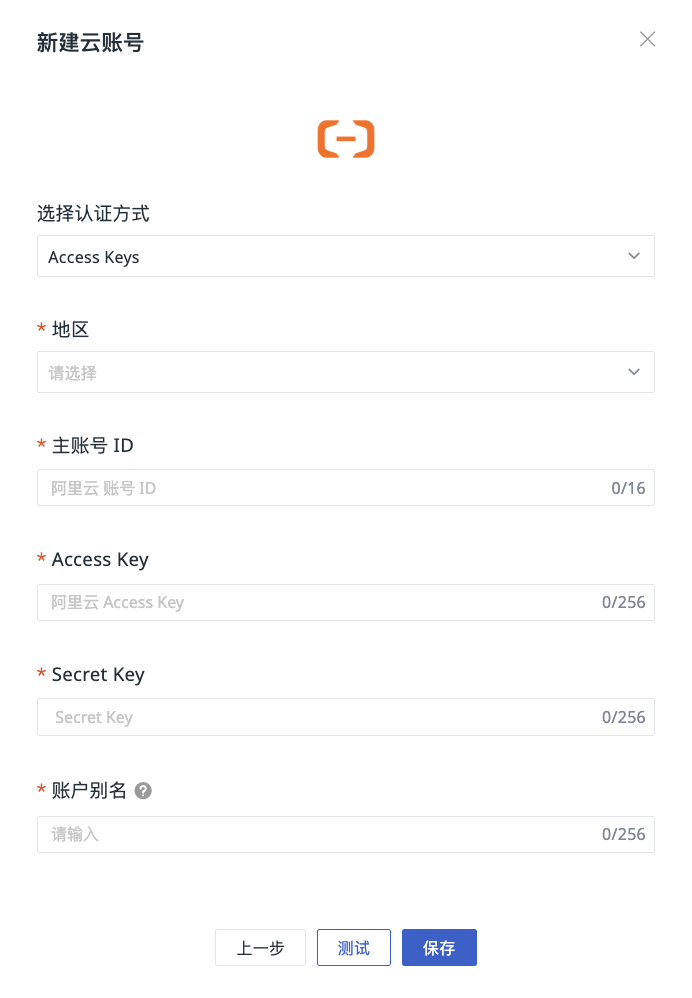 新建云账号
选择认证方式
Access Keys
* 地区
请选择
* 主账号 ID
阿里云 账号 ID 0/16
* Access Key
阿里云 Access Key 0/256
* Secret Key
Secret Key 0/256
* 账户别名 ?
请输入 0/256
上一步 测试 保存